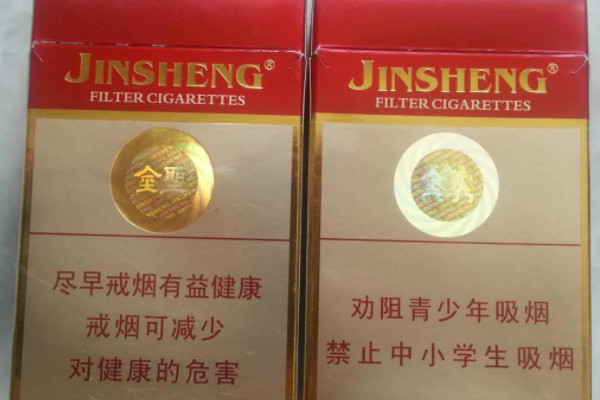 JINSHENG®
FILTER CIGARETTES
金聖
尽早戒烟有益健康
戒烟可减少
对健康的危害
JINSHENG®
FILTER CIGARETTES
劝阻青少年吸烟
禁止中小学生吸烟